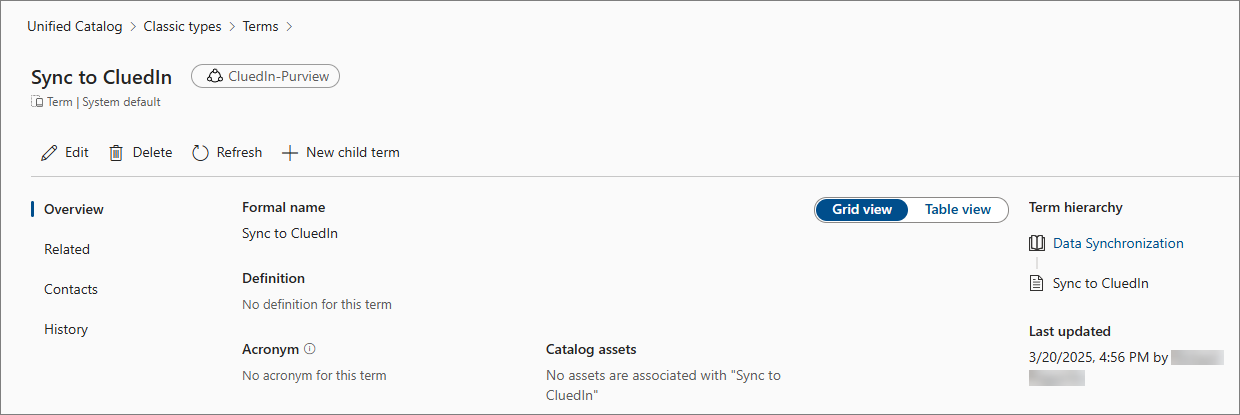 Unified Catalog > Classic types > Terms >
Sync to CluedIn CluedIn-Purview
Term | System default
Edit Delete Refresh New child term
Overview
Related
Contacts
History
Formal name
Sync to CluedIn
Definition
No definition for this term
Acronym
No acronym for this term
Catalog assets
No assets are associated with "Sync to
CluedIn"
Grid view Table view
Term hierarchy
Data Synchronization
Sync to CluedIn
Last updated
3/20/2025, 4:56 PM by